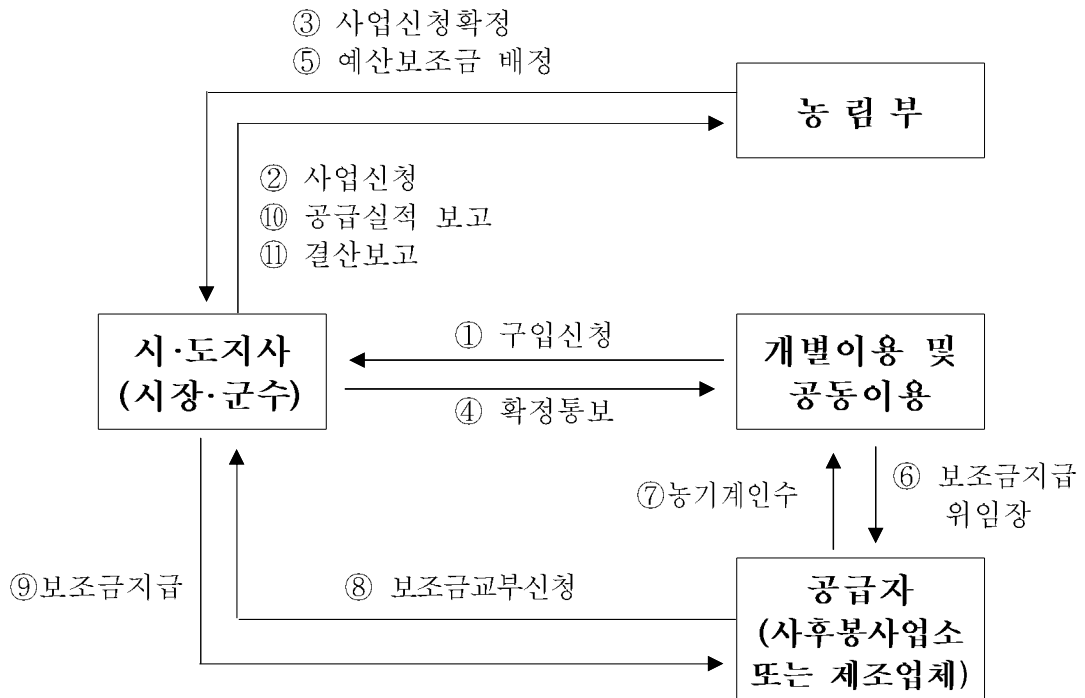 ③ 사업신청확정
⑤ 예산보조금 배정
농 림 부
② 사업신청
⑩ 공급실적 보고
⑪ 결산보고
시·도지사
(시장·군수)
① 구입신청
④ 확정통보
개별이용 및
공동이용
⑦농기계인수
⑥ 보조금지급
위임장
⑨보조금지급
⑧ 보조금교부신청
공급자
(사후봉사업소
또는 제조업체)